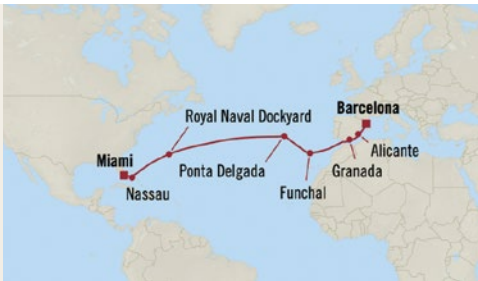 Royal Naval Dockyard
Barcelona
Miami
Ponta Delgada
Alicante
Nassau
Funchal
Granada